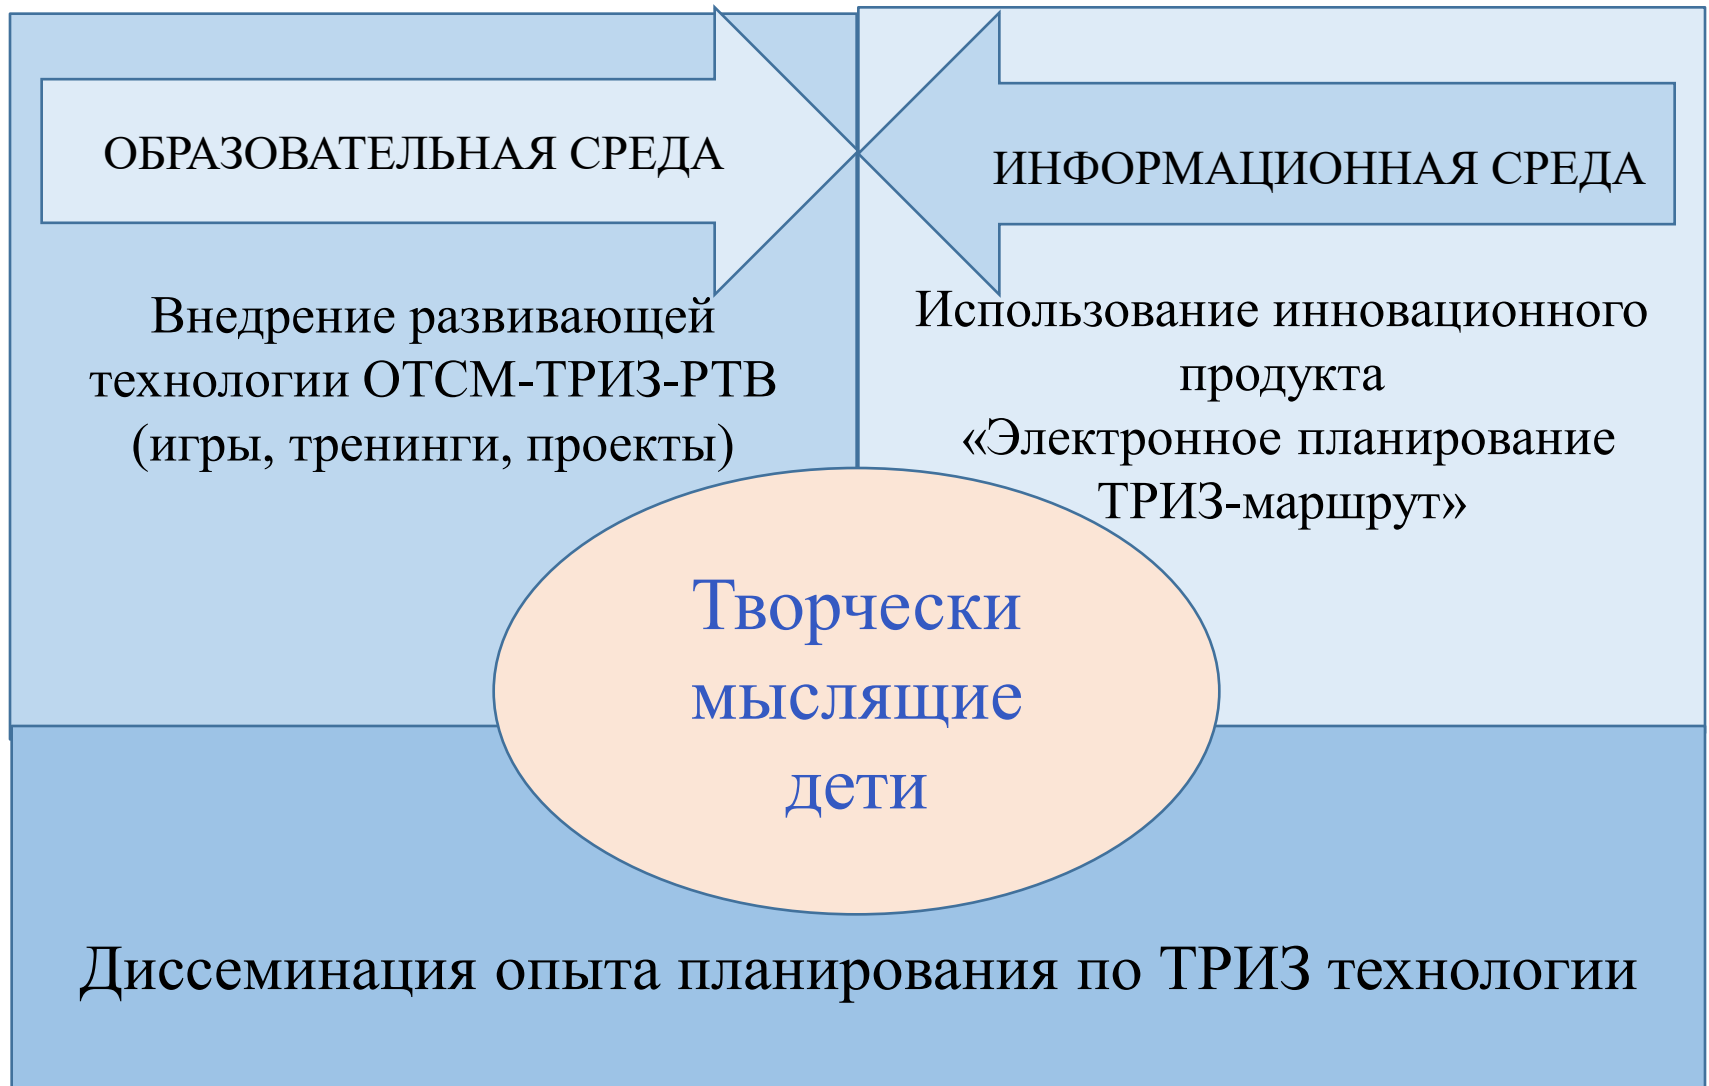 ОБРАЗОВАТЕЛЬНАЯ СРЕДА
Внедрение развивающей
технологии ОТСМ-ТРИЗ-РТВ
(игры, тренинги, проекты)
ИНФОРМАЦИОННАЯ СРЕДА
Использование инновационного
продукта
«Электронное планирование
ТРИЗ-маршрут»
Творчески
мыслящие
дети
Диссеминация опыта планирования по ТРИЗ технологии